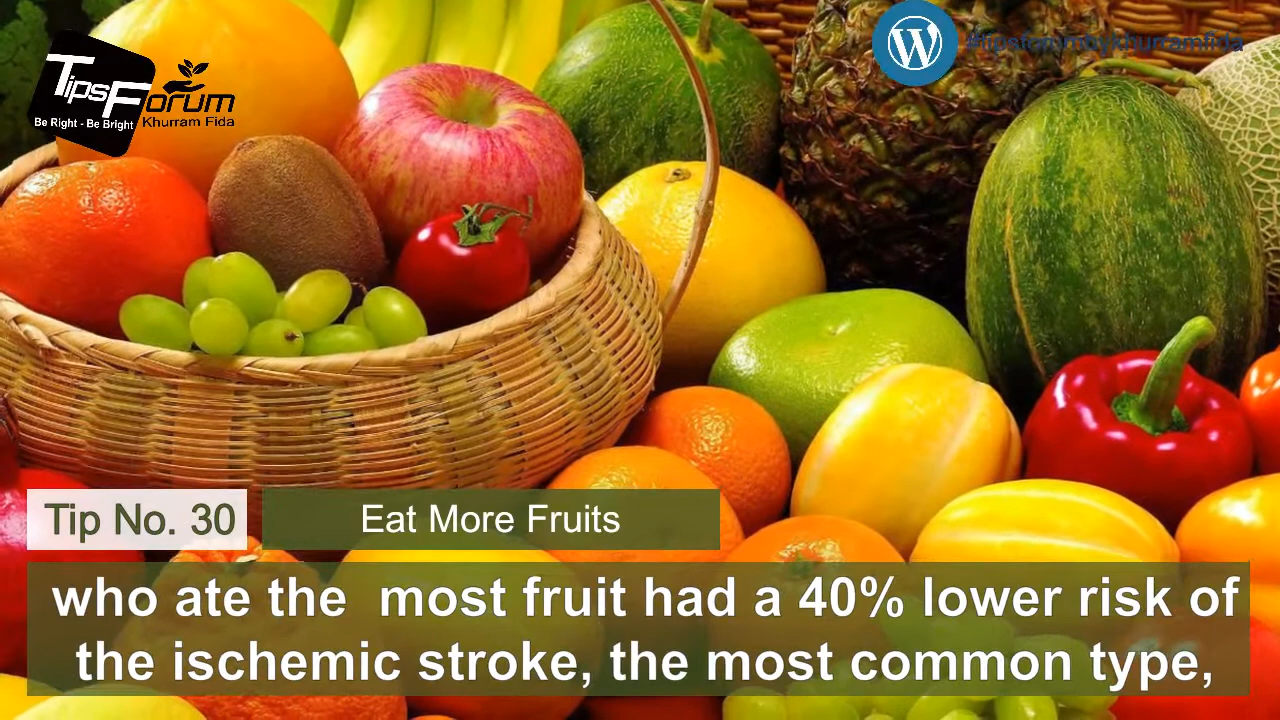 TipsForum
Be Right - Be Bright
Khurram Fida
#tipsforumbykhurramfida
Tip No. 30
Eat More Fruits
who ate the most fruit had a 40% lower risk of
the ischemic stroke, the most common type,